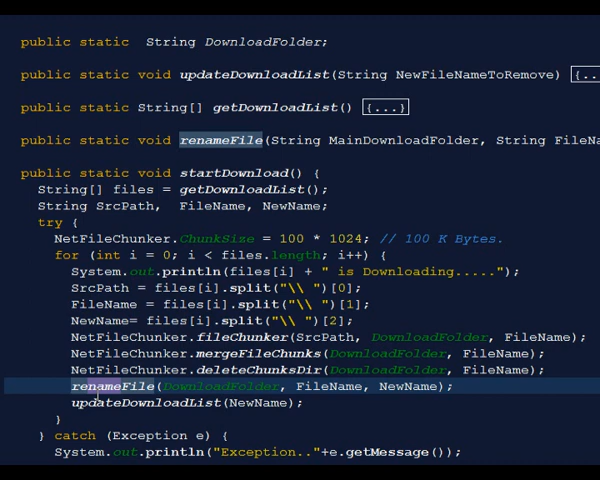 public static  String DownloadFolder;
public static void updateDownloadList(String NewFileNameToRemove) {...
public static String[] getDownloadList() {...}
public static void renameFile(String MainDownloadFolder, String FileNa
public static void startDownload() {
String[] files = getDownloadList();
String SrcPath,  FileName, NewName;
try {
NetFileChunker.ChunkSize = 100 * 1024; // 100 K Bytes.
for (int i = 0; i < files.length; i++) {
System.out.println(files[i] + " is Downloading.....");
SrcPath = files[i].split("\\ ")[0];
FileName = files[i].split("\\ ")[1];
NewName= files[i].split("\\ ")[2];
NetFileChunker.fileChunker(SrcPath, DownloadFolder, FileName);
NetFileChunker.mergeFileChunks(DownloadFolder, FileName);
NetFileChunker.deleteChunksDir(DownloadFolder, FileName);
renameFile(DownloadFolder, FileName, NewName);
updateDownloadList(NewName);
}
} catch (Exception e) {
System.out.println("Exception.."+e.getMessage());